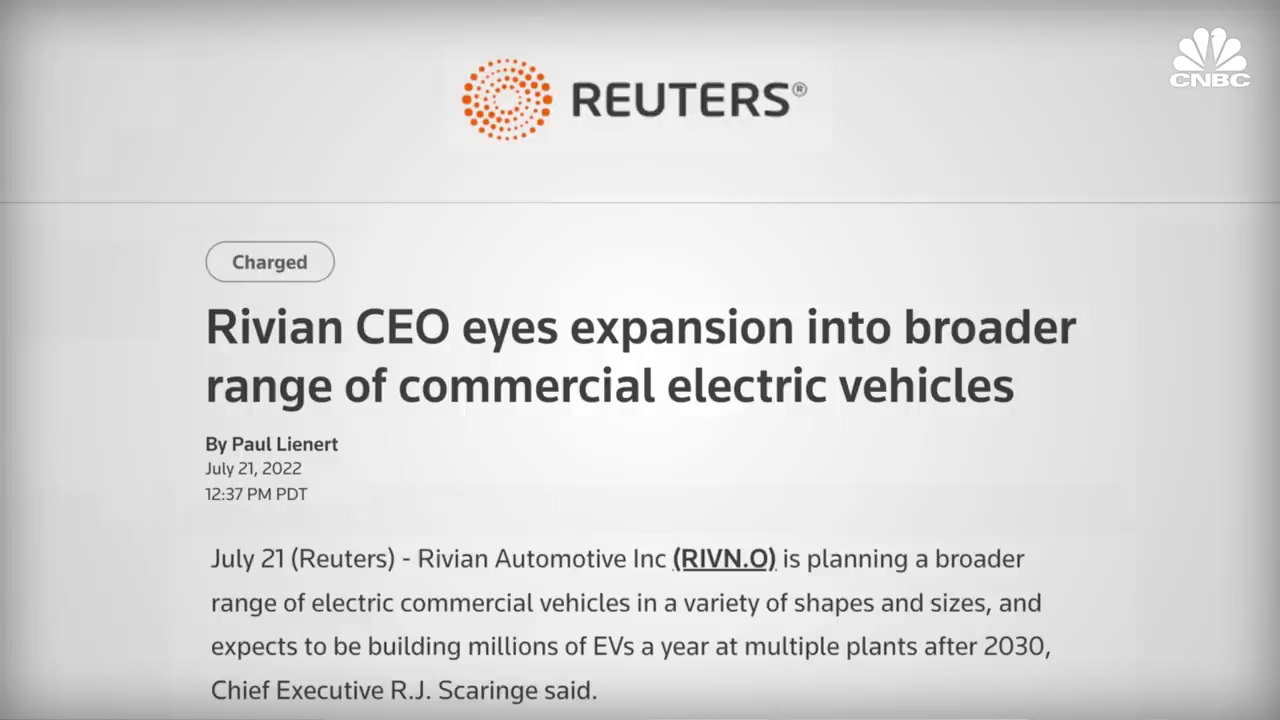 CNBC
REUTERS®
Charged
Rivian CEO eyes expansion into broader
range of commercial electric vehicles
By Paul Lienert
July 21, 2022
12:37 PM PDT
July 21 (Reuters) - Rivian Automotive Inc (RIVN.O) is planning a broader
range of electric commercial vehicles in a variety of shapes and sizes, and
expects to be building millions of EVs a year at multiple plants after 2030,
Chief Executive R.J. Scaringe said.